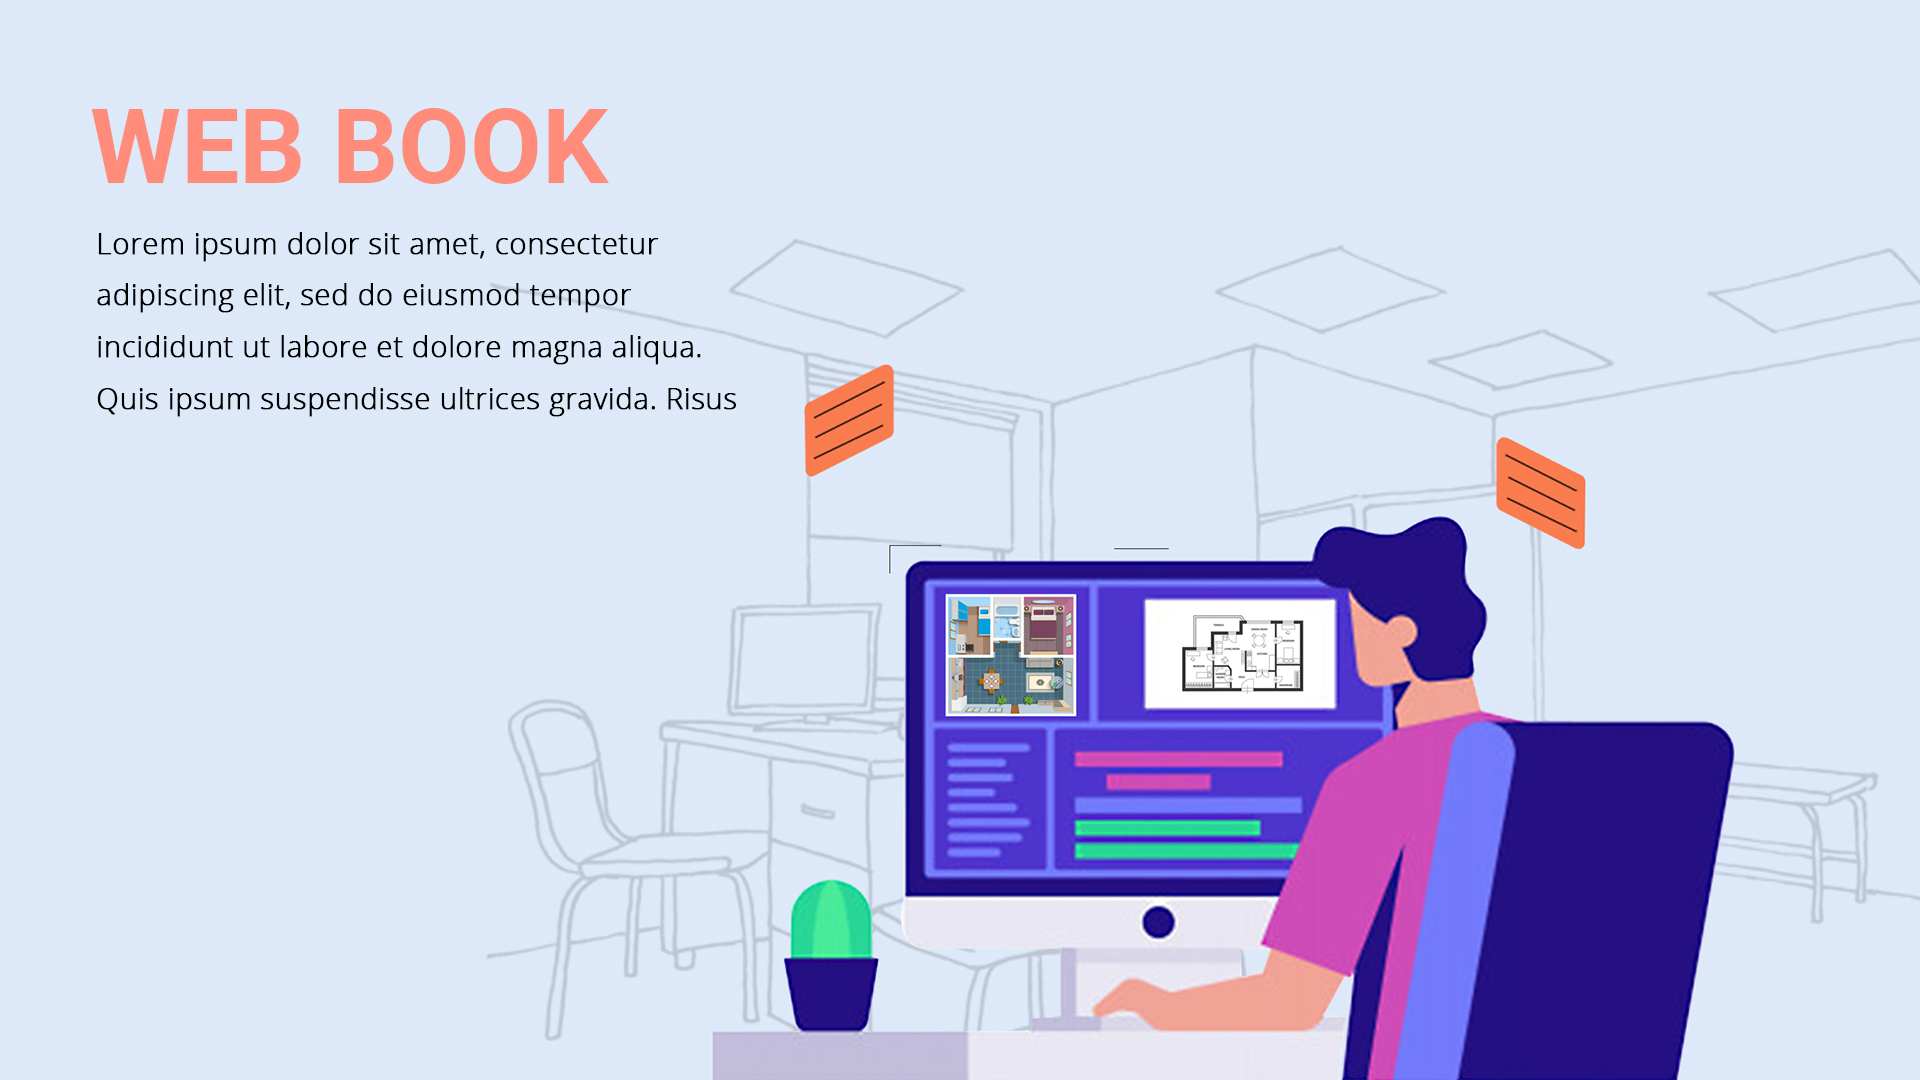 WEB BOOK
Lorem ipsum dolor sit amet, consectetur
adipiscing elit, sed do eiusmod tempor
incididunt ut labore et dolore magna aliqua.
Quis ipsum suspendisse ultrices gravida. Risus